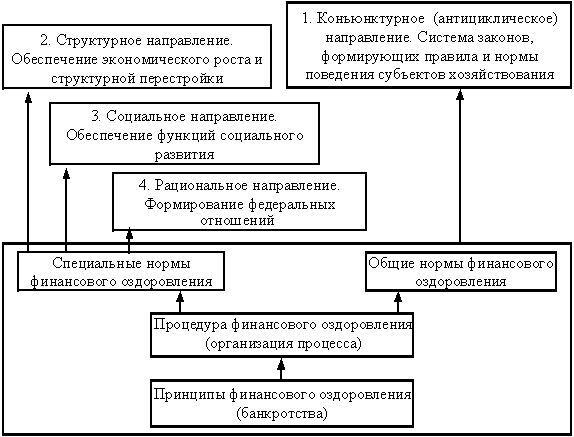 1. Коньюнктурное (антициклическое)
направление. Система законов,
формирующих правила и нормы
поведения субъектов хозяйствования
2. Структурное направление.
Обеспечение экономического роста и
структурной перестройки
3. Социальное направление.
Обеспечение функций социального
развития
4. Рациональное направление.
Формирование федеральных
отношений
Специальные нормы
финансового оздоровления
Общие нормы финансового
оздоровления
Процедура финансового оздоровления
(организация процесса)
Принципы финансового оздоровления
(банкротства)